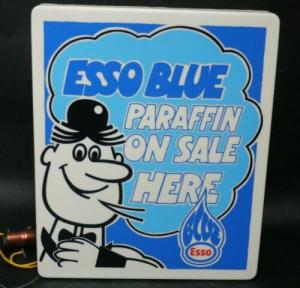 ESSO BLUE
PARAFFIN
ON SALE
HERE
BLUE
Esso